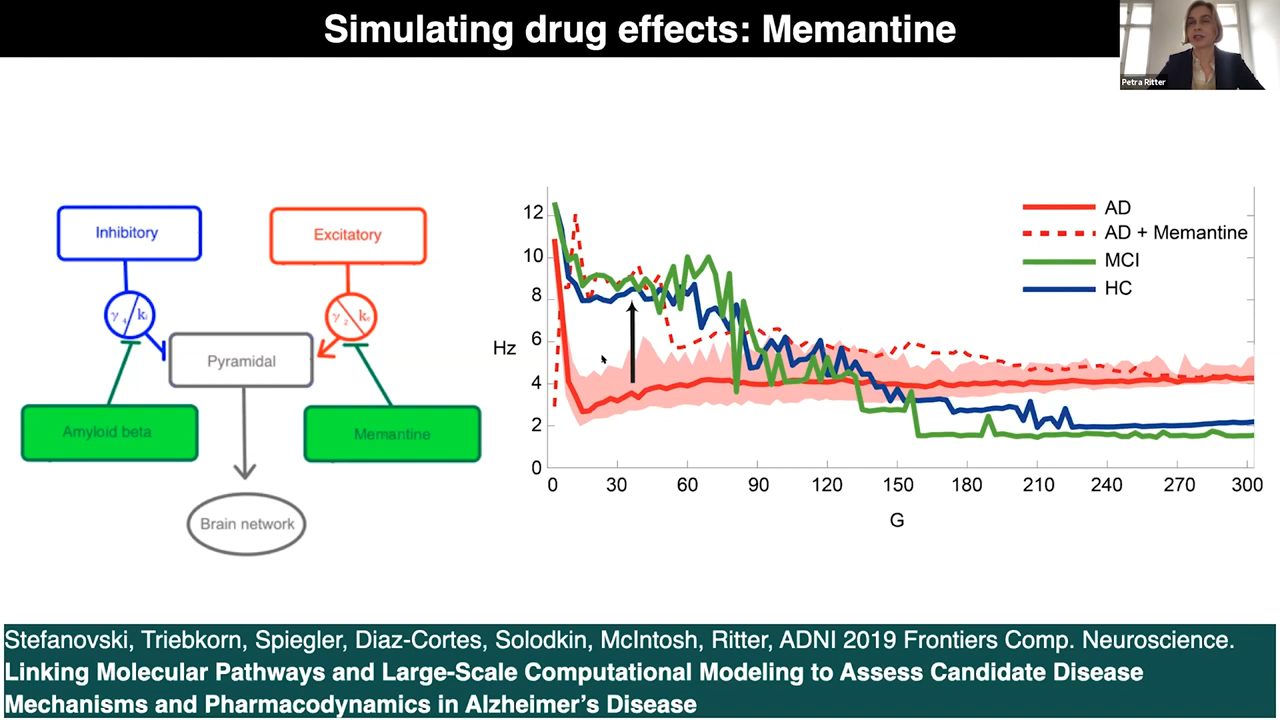 Simulating drug effects: Memantine
Petra Ritter
Inhibitory
Excitatory
γ₄ kᵢ
γ₂ kₑ
Pyramidal
Amyloid beta
Memantine
Brain network
Hz
12
10
8
6
4
2
0
0 30 60 90 120 150 180 210 240 270 300
G
AD
AD + Memantine
MCI
HC
Stefanovski, Triebkorn, Spiegler, Diaz-Cortes, Solodkin, McIntosh, Ritter, ADNI 2019 Frontiers Comp. Neuroscience.
Linking Molecular Pathways and Large-Scale Computational Modeling to Assess Candidate Disease
Mechanisms and Pharmacodynamics in Alzheimer’s Disease